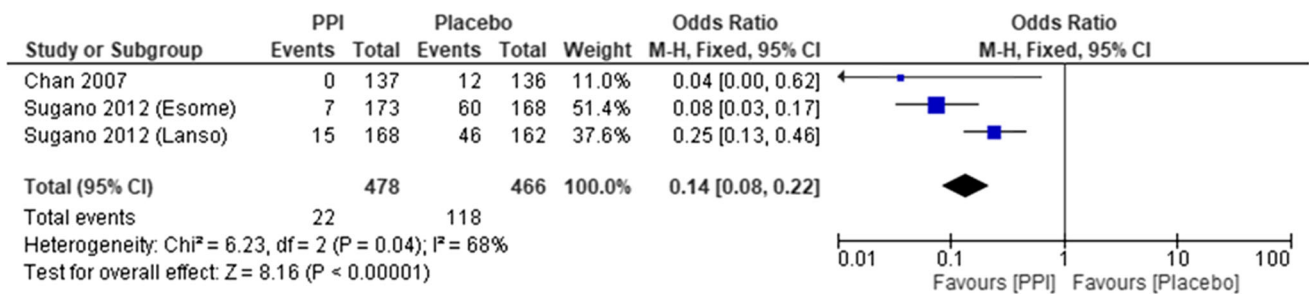 PPI Placebo Odds Ratio Odds Ratio
Study or Subgroup Events Total Events Total Weight M-H, Fixed, 95% CI M-H, Fixed, 95% CI
Chan 2007 0 137 12 136 11.0% 0.04 [0.00, 0.62]
Sugano 2012 (Esome) 7 173 60 168 51.4% 0.08 [0.03, 0.17]
Sugano 2012 (Lanso) 15 168 46 162 37.6% 0.25 [0.13, 0.46]
Total (95% CI) 478 466 100.0% 0.14 [0.08, 0.22]
Total events 22 118
Heterogeneity: Chi² = 6.23, df = 2 (P = 0.04); I² = 68%
Test for overall effect: Z = 8.16 (P < 0.00001)
0.01 0.1 1 10 100
Favours [PPI] Favours [Placebo]